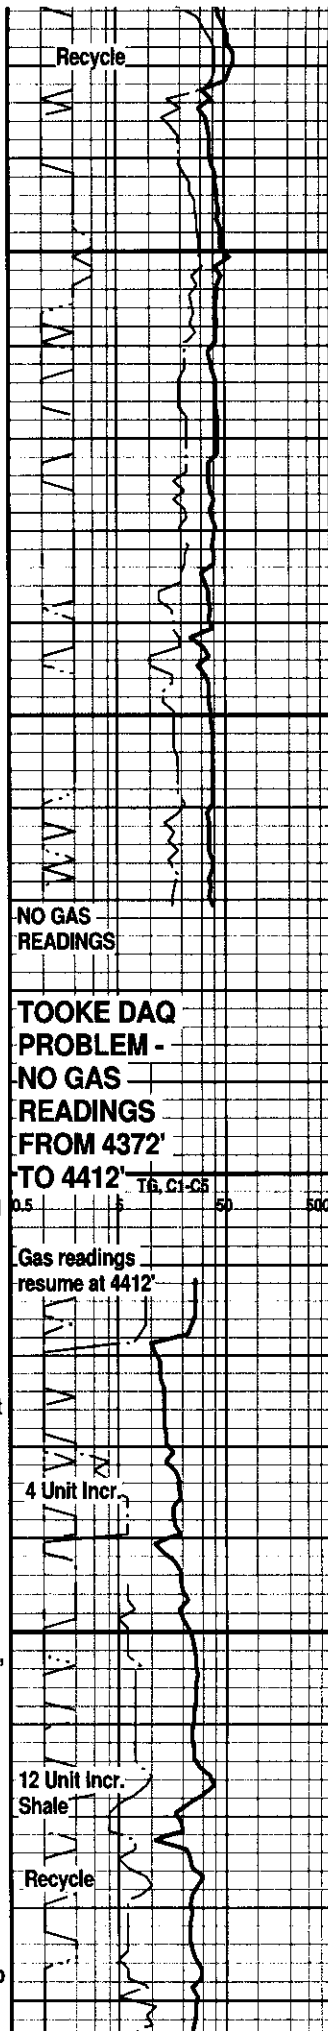 Recycle
NO GAS
READINGS
TOOKE DAQ
PROBLEM -
NO GAS
READINGS
FROM 4372'
TO 4412'
TG, C1-C5
0.5 5 50 500
Gas readings
resume at 4412'
4 Unit Incr.
12 Unit Incr.
Shale
Recycle